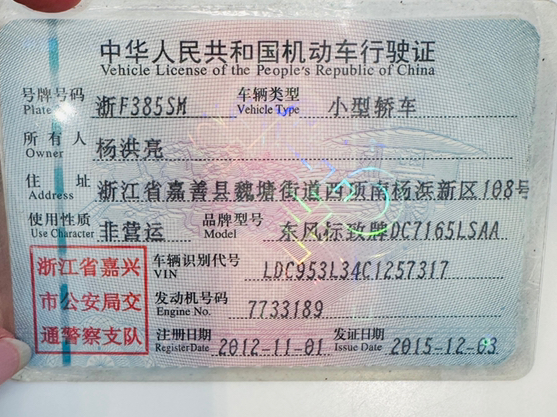 中华人民共和国机动车行驶证
Vehicle License of the People's Republic of China
号牌号码 浙F385SM 车辆类型 小型轿车
Plate Vehicle Type
所有人 杨洪亮
Owner
住址 浙江省嘉善县魏塘街道西项南杨浜新区108号
Address
使用性质 非营运 品牌型号 东风标致牌DC7165LSAA
Use Character Model
浙江省嘉兴 车辆识别代号 LDC953L34C1257317
VIN
市公安局交 发动机号码 7733189
Engine No.
通警察支队 注册日期 2012-11-01 发证日期 2015-12-03
Register Date Issue Date